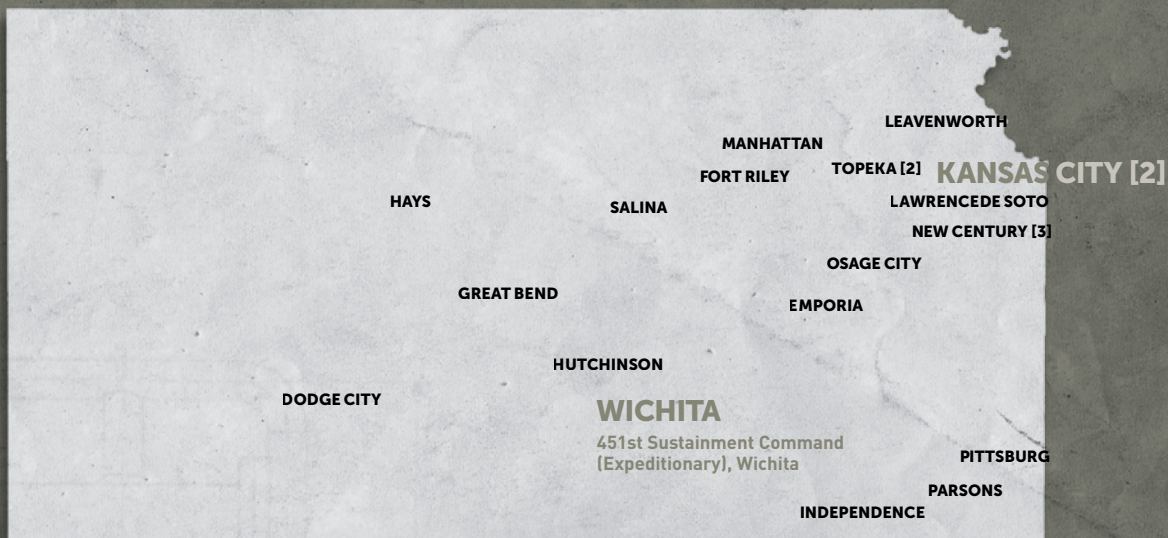 LEAVENWORTH
MANHATTAN
TOPEKA [2]
KANSAS CITY [2]
FORT RILEY
HAYS
SALINA
LAWRENCEDE SOTO
NEW CENTURY [3]
OSAGE CITY
GREAT BEND
EMPORIA
HUTCHINSON
DODGE CITY
WICHITA
451st Sustainment Command
(Expeditionary), Wichita
PITTSBURG
PARSONS
INDEPENDENCE